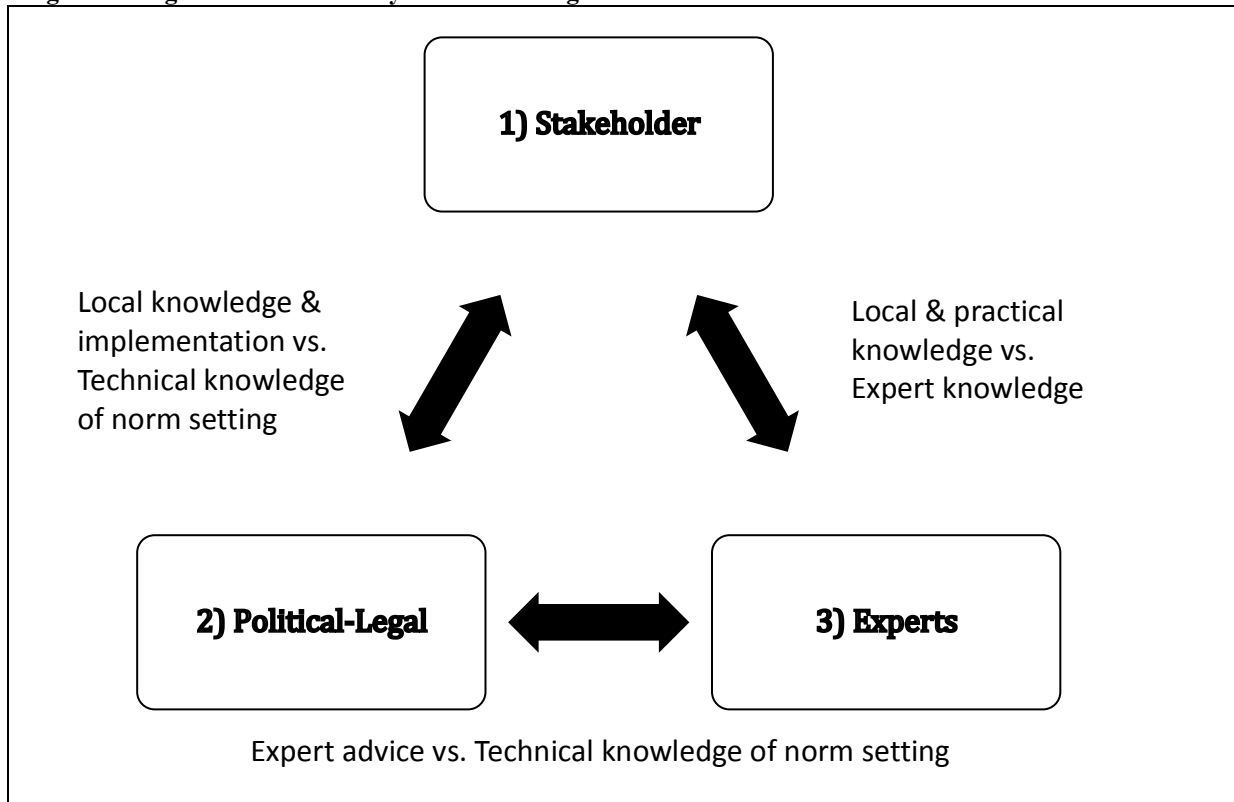 1) Stakeholder
Local knowledge &
implementation vs.
Technical knowledge
of norm setting
Local & practical
knowledge vs.
Expert knowledge
2) Political-Legal
3) Experts
Expert advice vs. Technical knowledge of norm setting